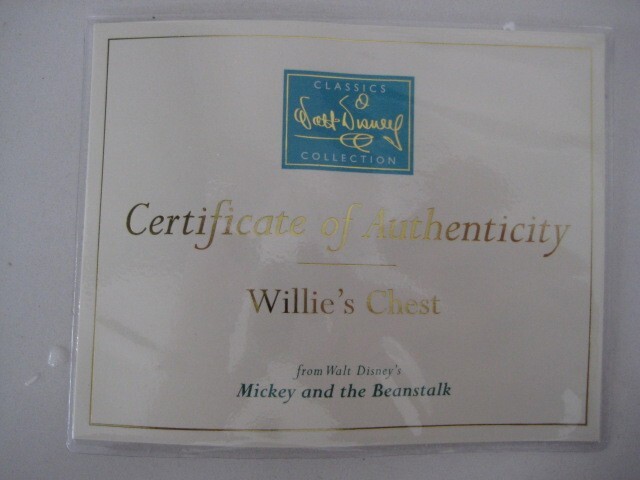 CLASSICS
Walt Disney
COLLECTION
Certificate of Authenticity
Willie's Chest
from Walt Disney's
Mickey and the Beanstalk